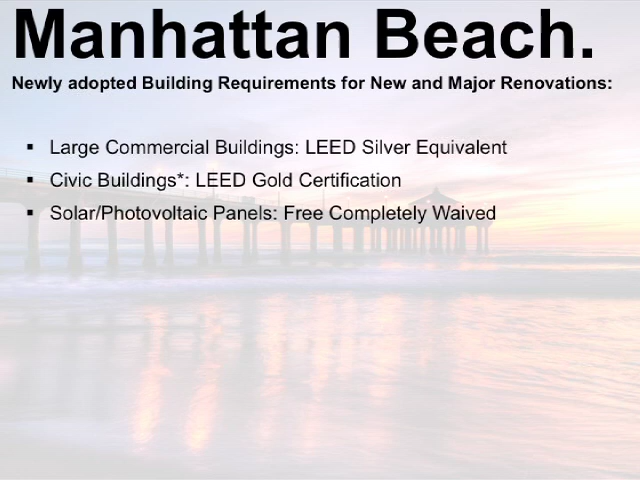 Manhattan Beach.
Newly adopted Building Requirements for New and Major Renovations:
▪ Large Commercial Buildings: LEED Silver Equivalent
▪ Civic Buildings*: LEED Gold Certification
▪ Solar/Photovoltaic Panels: Free Completely Waived